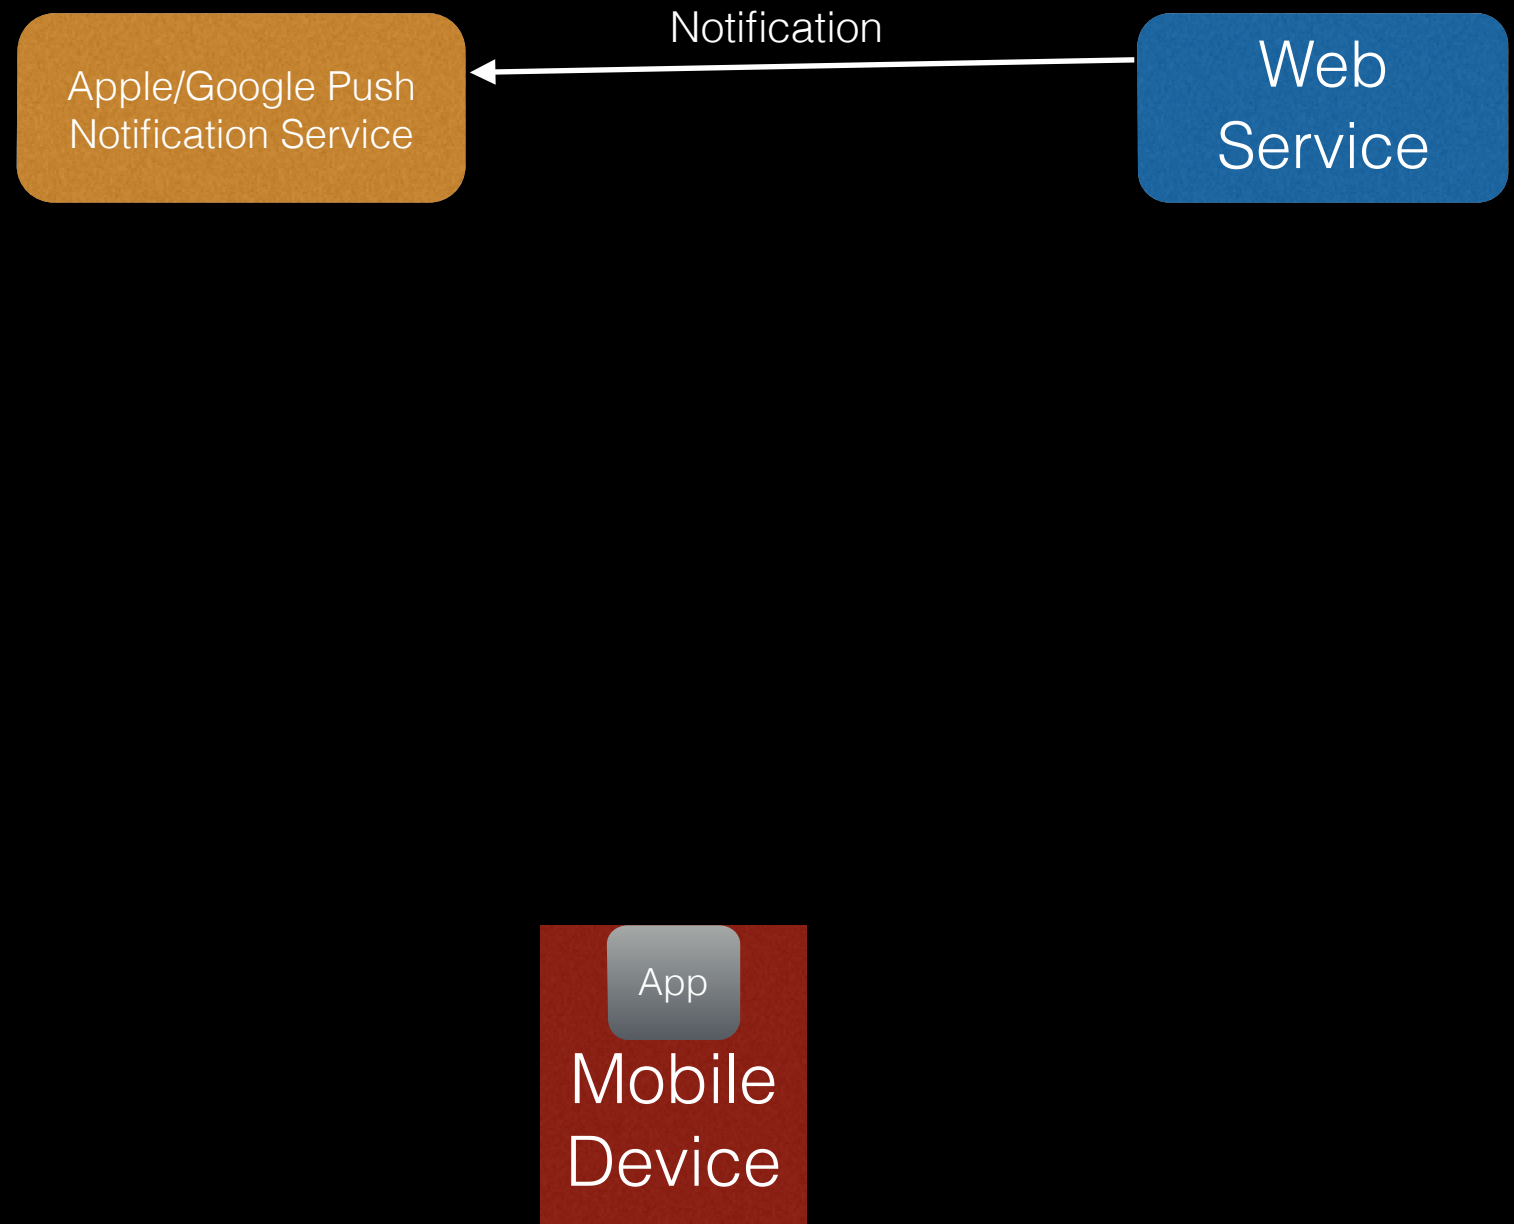 Notification
Apple/Google Push
Notification Service
Web
Service
App
Mobile
Device